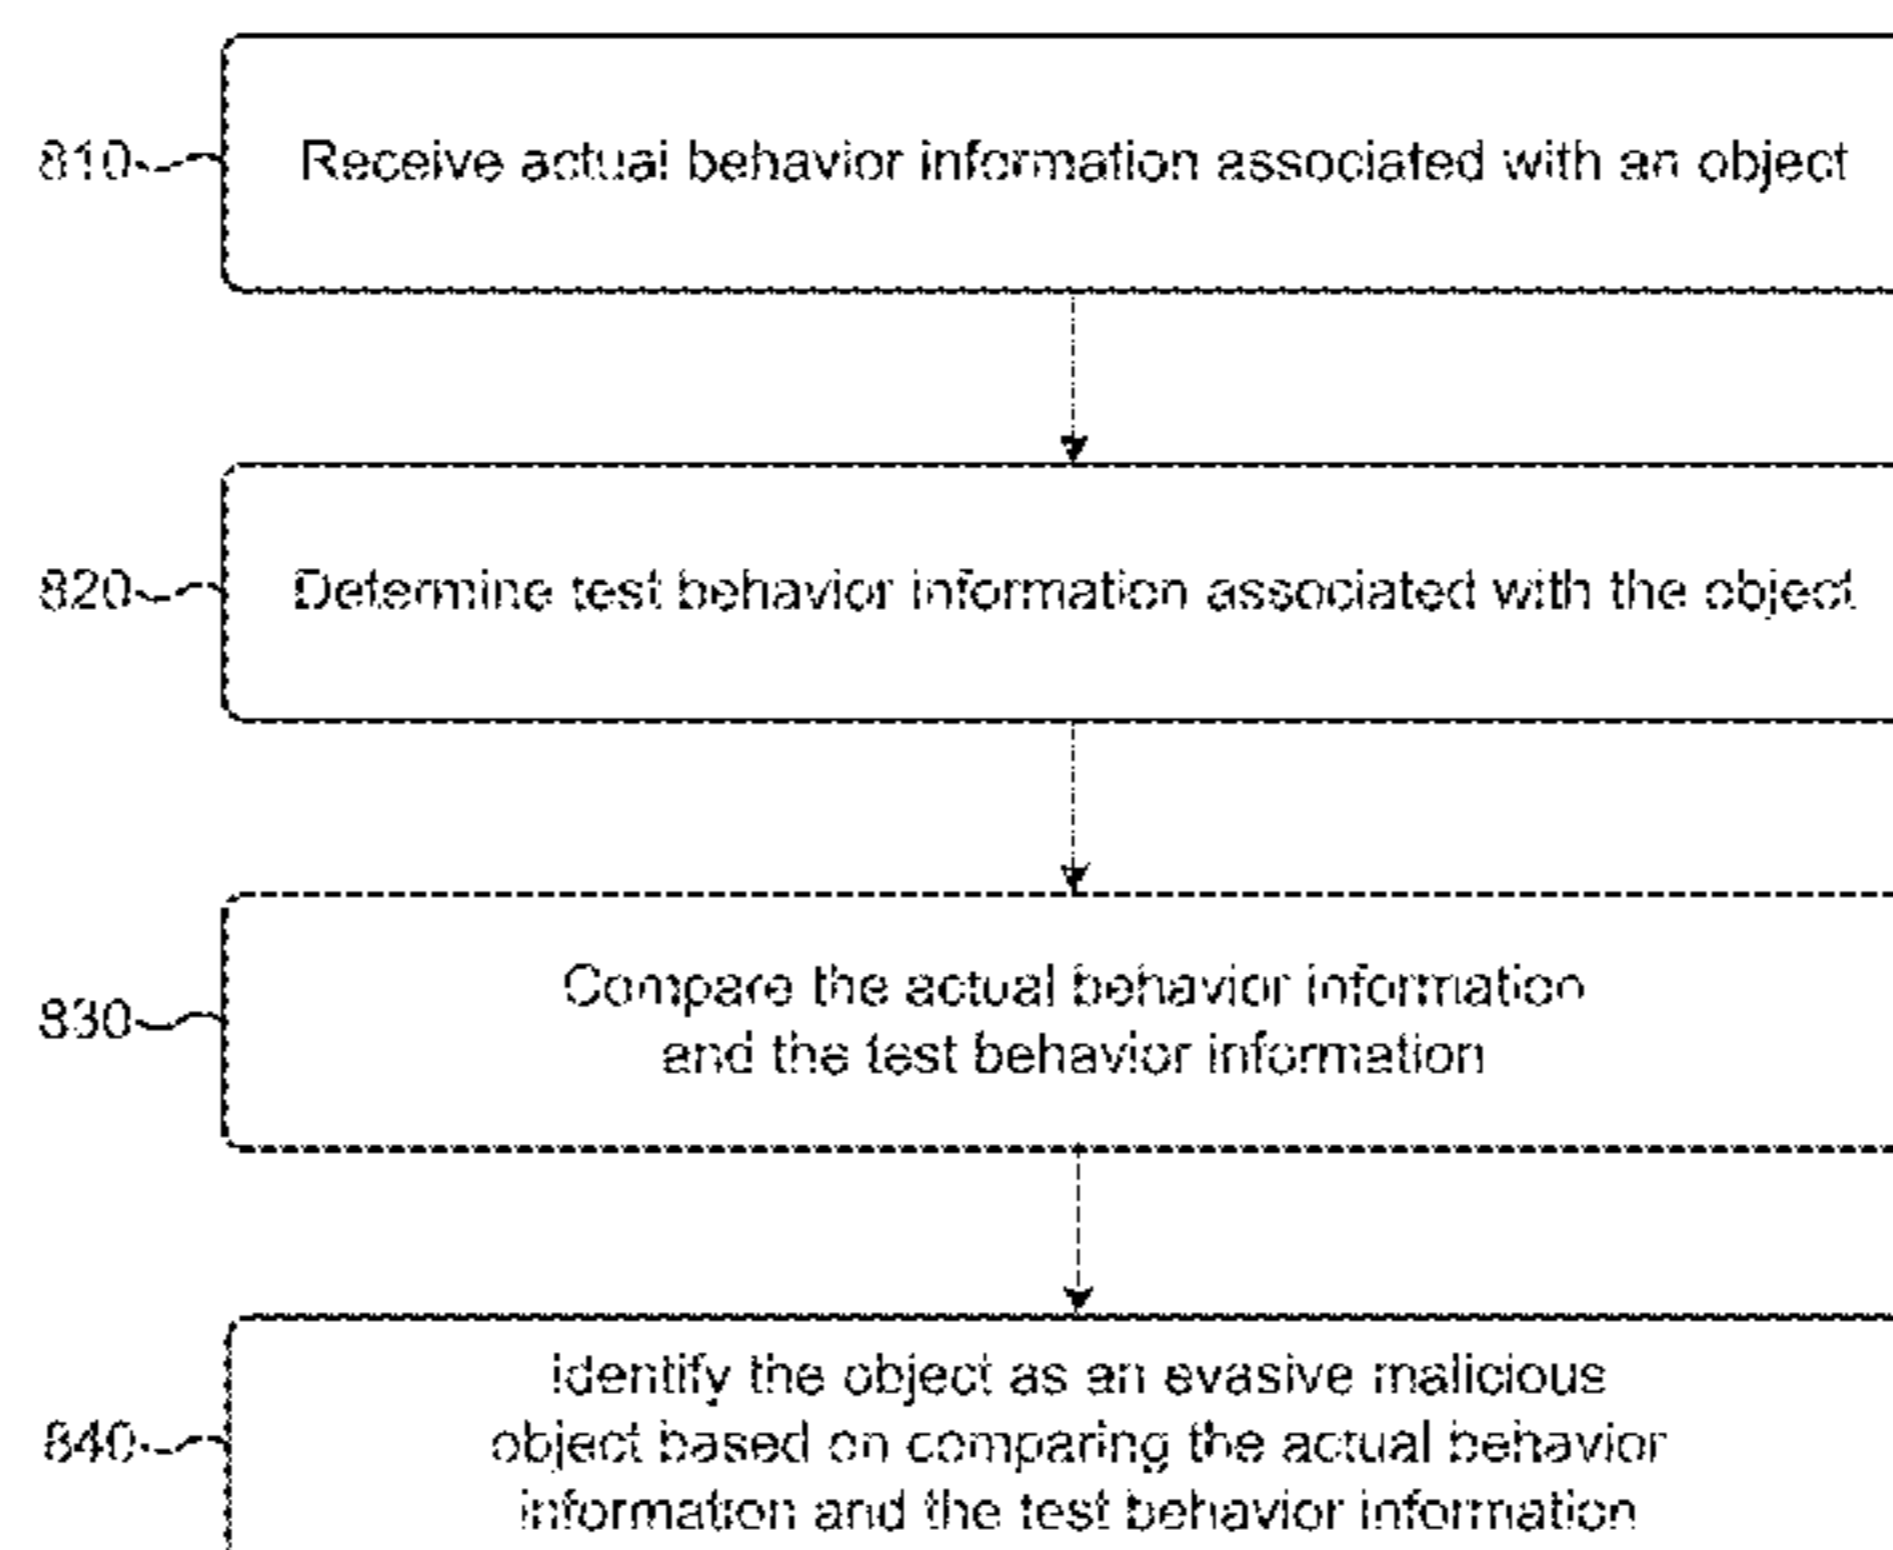 810
Receive actual behavior information associated with an object
820
Determine test behavior information associated with the object
830
Compare the actual behavior information
and the test behavior information
840
Identify the object as an evasive malicious
object based on comparing the actual behavior
information and the test behavior information